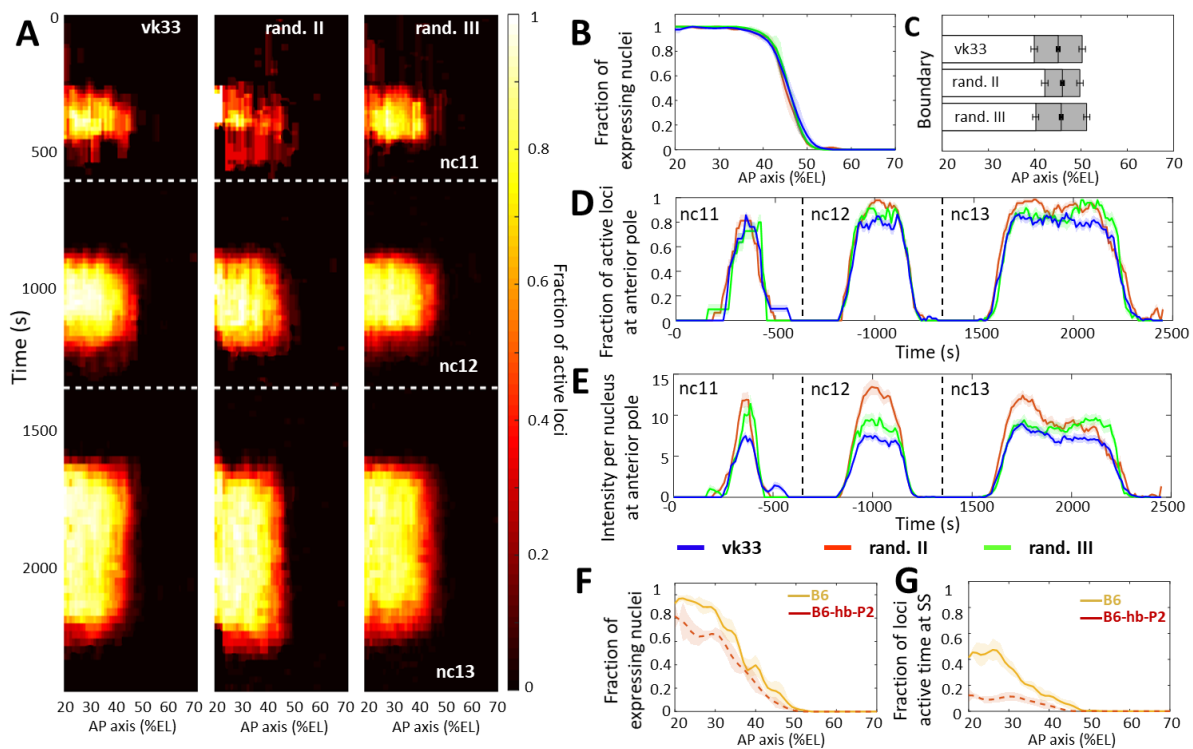 A
vk33
rand. II
rand. III
0
500
1000
1500
2000
Time (s)
nc11
nc12
nc13
20 30 40 50 60 70
20 30 40 50 60 70
20 30 40 50 60 70
AP axis (%EL)
AP axis (%EL)
AP axis (%EL)
1
0.8
0.6
0.4
0.2
0
Fraction of active loci
B
Fraction of
expressing nuclei
1
0.8
0.6
0.4
0.2
0
20 30 40 50 60 70
AP axis (%EL)
C
Boundary
vk33
rand. II
rand. III
20 30 40 50 60 70
AP axis (%EL)
D
Fraction of active loci
at anterior pole
1
0.8
0.6
0.4
0.2
0
nc11
nc12
nc13
-0 -500 -1000 1500 2000 2500
Time (s)
E
Intensity per nucleus
at anterior pole
15
10
5
0
nc11
nc12
nc13
-0 -500 -1000 1500 2000 2500
Time (s)
vk33 rand. II rand. III
F
Fraction of
expressing nuclei
1
0.8
0.6
0.4
0.2
0
B6
B6-hb-P2
20 30 40 50 60 70
AP axis (%EL)
G
Fraction of loci
active time at SS
1
0.8
0.6
0.4
0.2
0
B6
B6-hb-P2
20 30 40 50 60 70
AP axis (%EL)